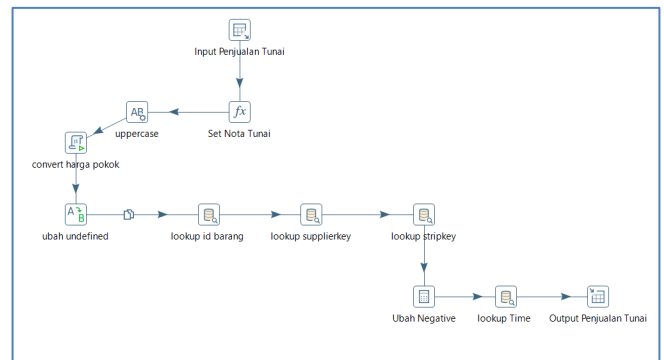 Input Penjualan Tunai
Set Nota Tunai
uppercase
convert harga pokok
ubah undefined
lookup id barang
lookup supplierkey
lookup stripkey
Ubah Negative
lookup Time
Output Penjualan Tunai